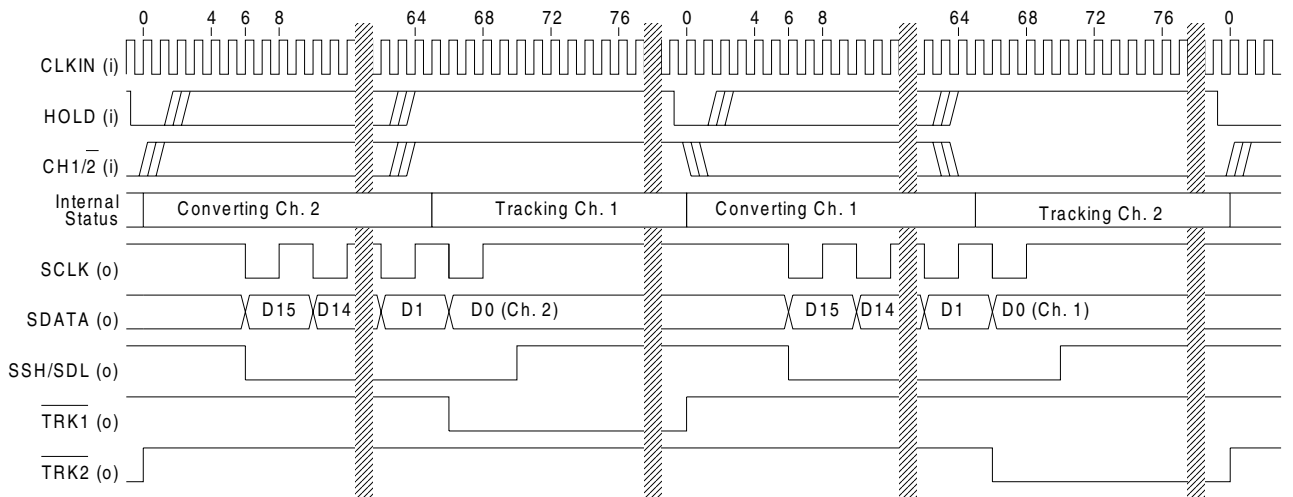 0 4 6 8 64 68 72 76 0 4 6 8 64 68 72 76 0
CLKIN (i)
HOLD (i)
CH1/2̅ (i)
Internal
Status
Converting Ch. 2 Tracking Ch. 1 Converting Ch. 1 Tracking Ch. 2
SCLK (o)
SDATA (o) D15 D14 D1 D0 (Ch. 2) D15 D14 D1 D0 (Ch. 1)
SSH/SDL (o)
T̅R̅K̅1̅ (o)
T̅R̅K̅2̅ (o)